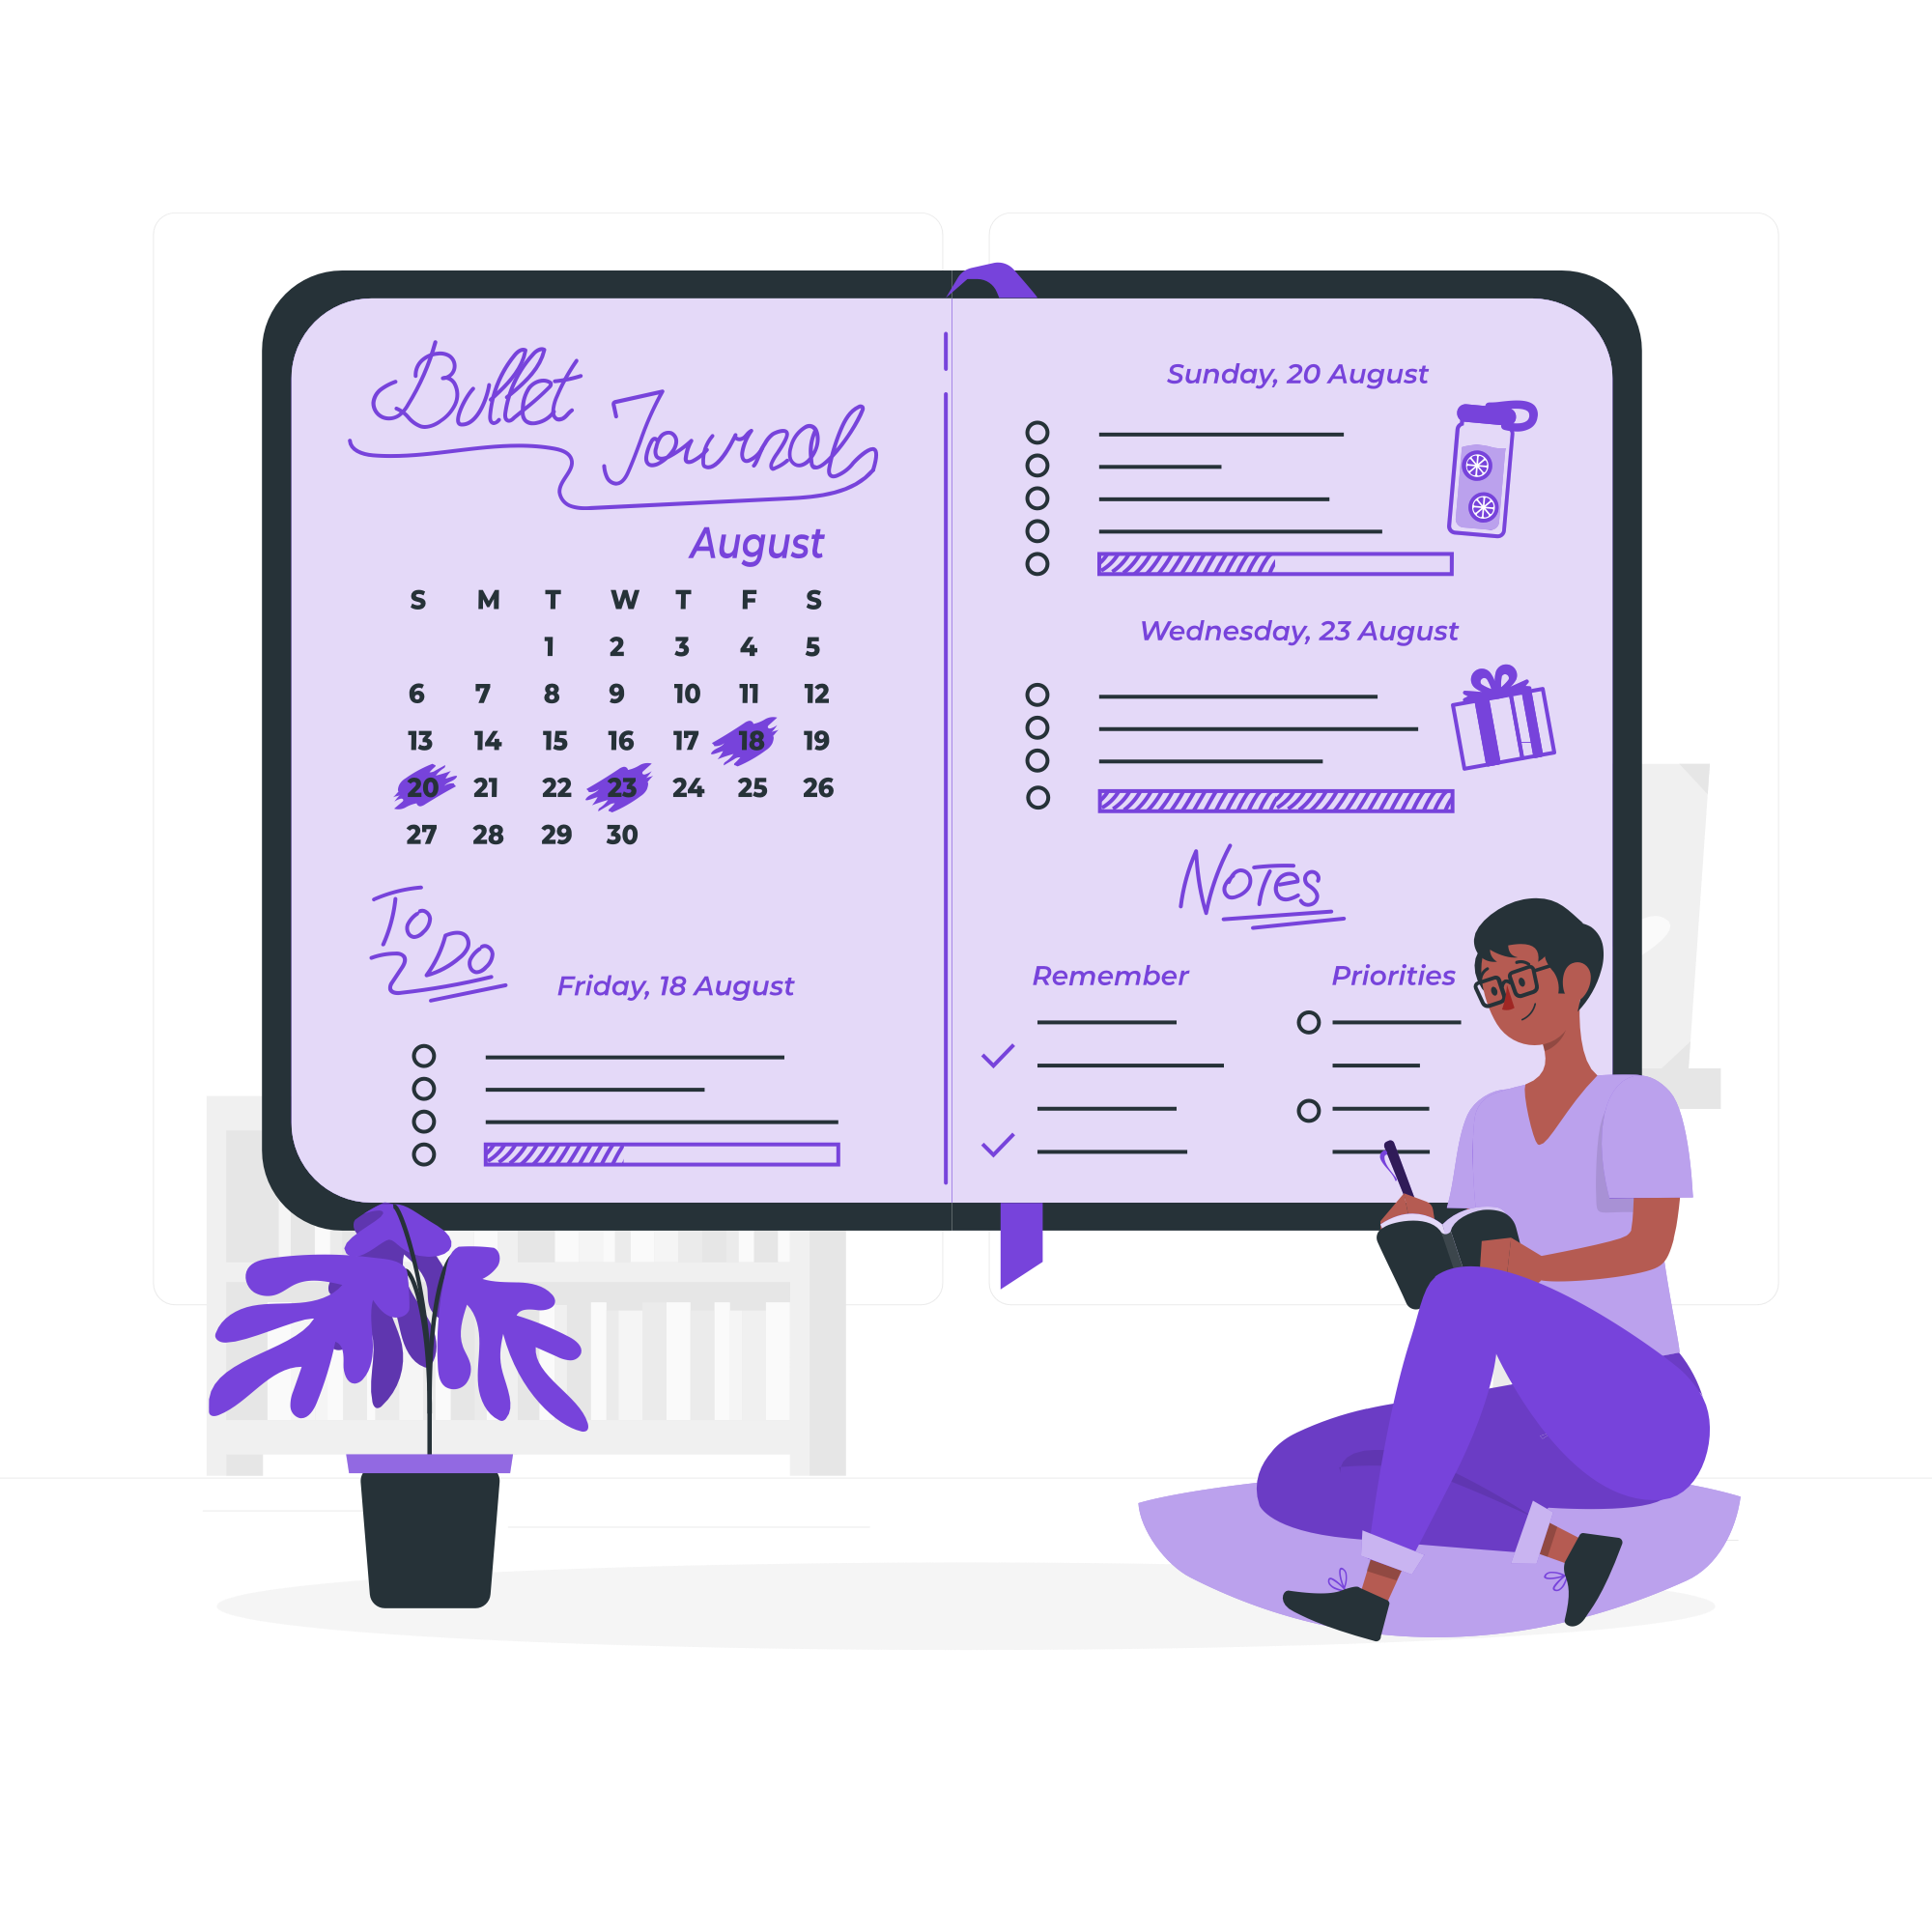 Bullet
Journal
August
S M T W T F S
1 2 3 4 5
6 7 8 9 10 11 12
13 14 15 16 17 18 19
20 21 22 23 24 25 26
27 28 29 30
To
Do
Friday, 18 August
Sunday, 20 August
Wednesday, 23 August
Notes
Remember
Priorities